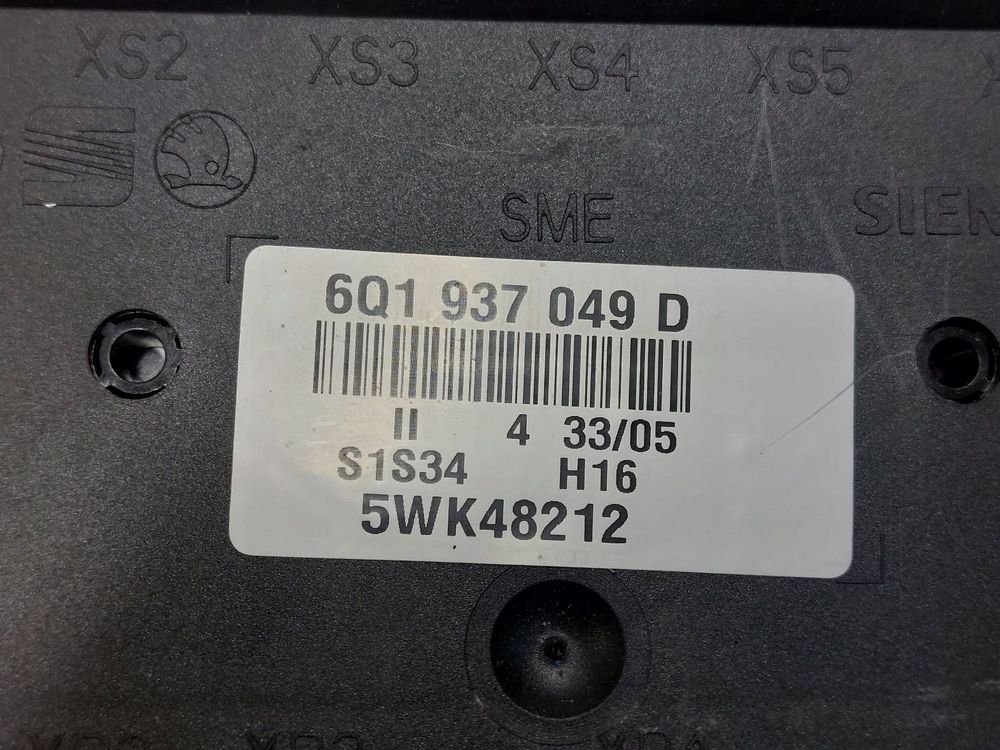 XS2 XS3 XS4 XS5
SME
6Q1 937 049 D
II 4 33/05
S1S34 H16
5WK48212